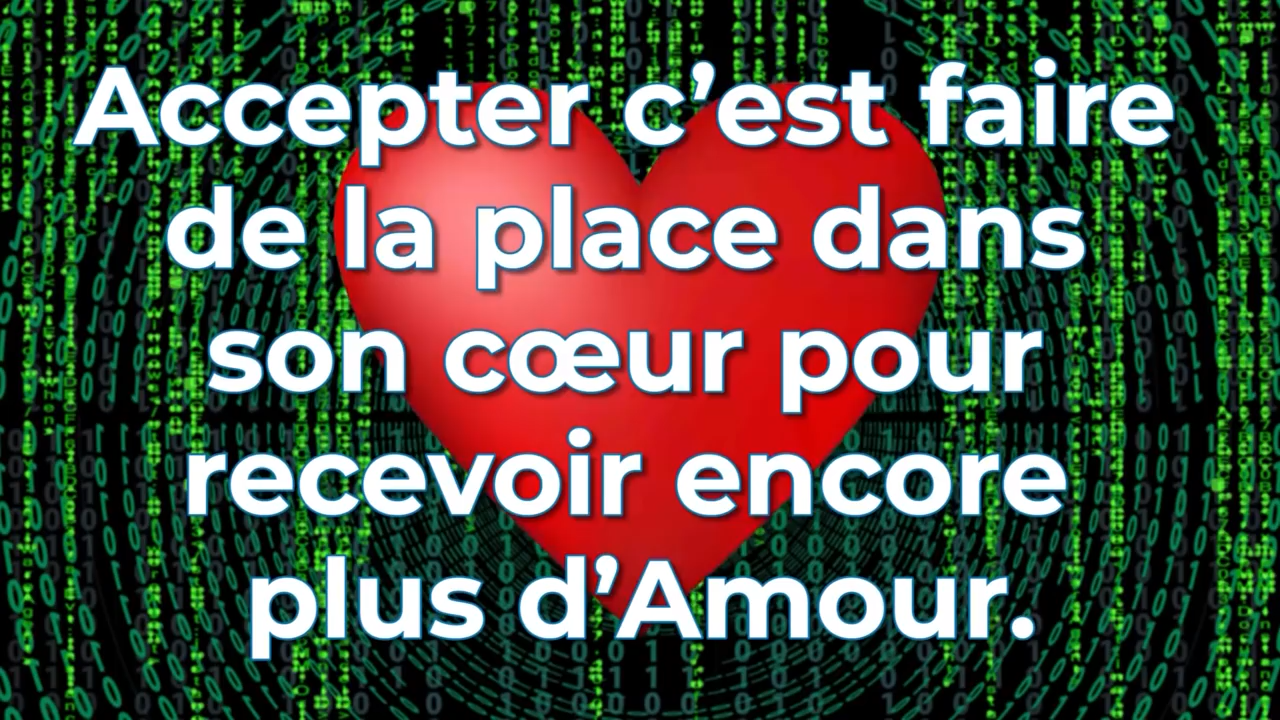 Accepter c’est faire
de la place dans
son cœur pour
recevoir encore
plus d’Amour.